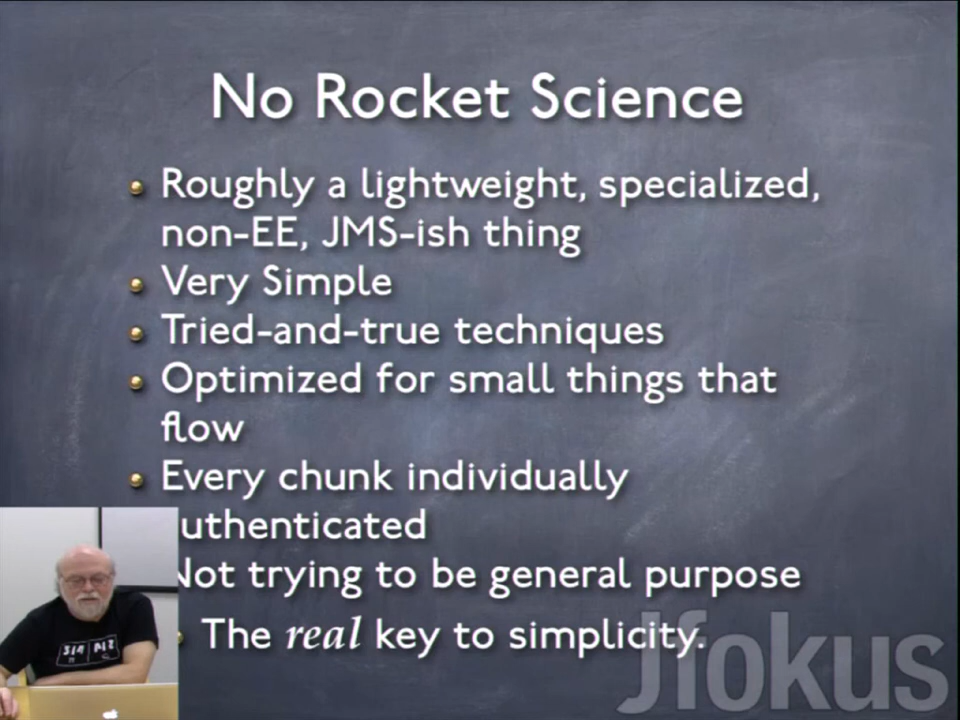 No Rocket Science
Roughly a lightweight, specialized,
non-EE, JMS-ish thing
Very Simple
Tried-and-true techniques
Optimized for small things that
flow
Every chunk individually
uthenticated
Not trying to be general purpose
The real key to simplicity.
Jfokus